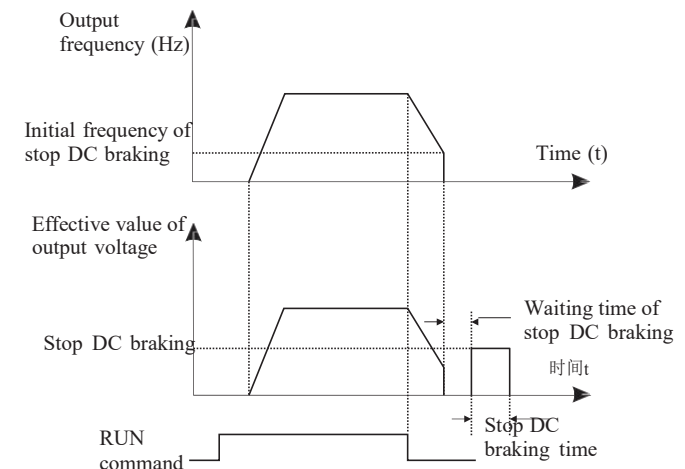 Output
frequency (Hz)
Initial frequency of
stop DC braking
Time (t)
Effective value of
output voltage
Waiting time of
stop DC braking
Stop DC braking
时间t
Stop DC
braking time
RUN
command